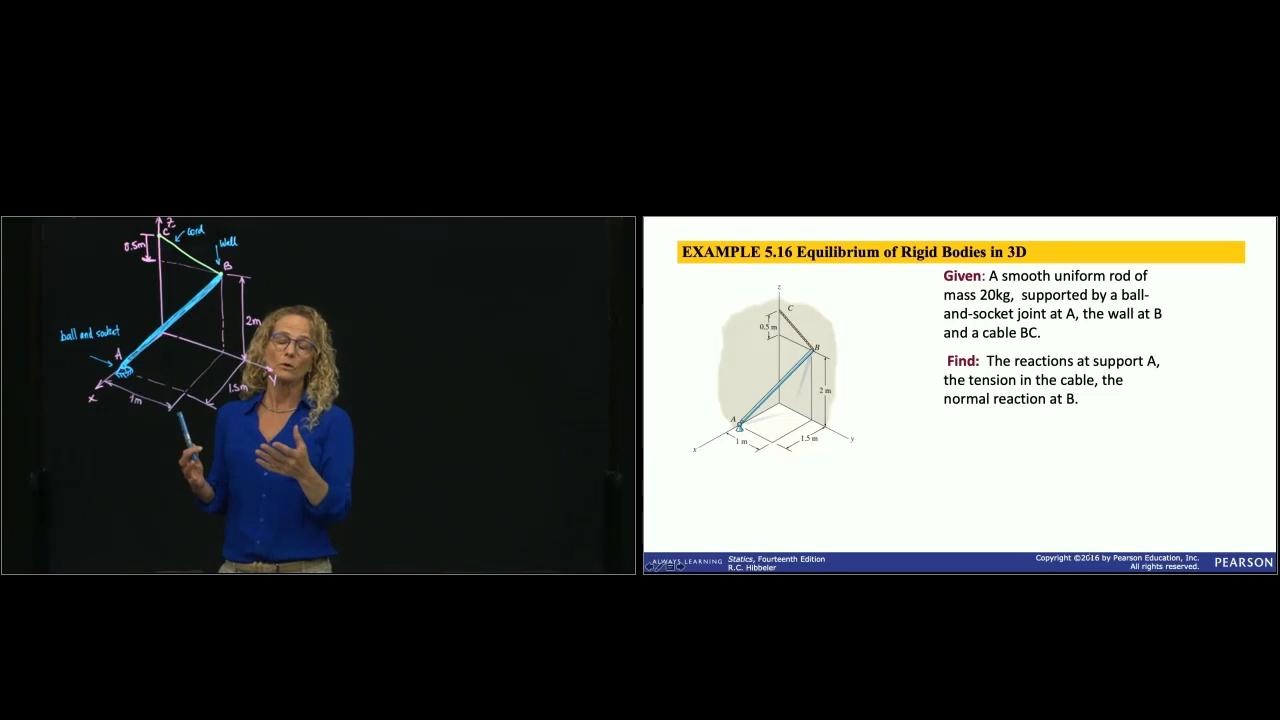 z
C
cord
0.5m
wall
B
ball and socket
2m
A
x
1m
1.5m
y
EXAMPLE 5.16 Equilibrium of Rigid Bodies in 3D
z
C
0.5 m
B
2 m
A
1 m
1.5 m
x
y
Given: A smooth uniform rod of
mass 20kg, supported by a ball-
and-socket joint at A, the wall at B
and a cable BC.
Find: The reactions at support A,
the tension in the cable, the
normal reaction at B.
ALWAYS LEARNING
Statics, Fourteenth Edition
R.C. Hibbeler
Copyright ©2016 by Pearson Education, Inc.
All rights reserved.
PEARSON